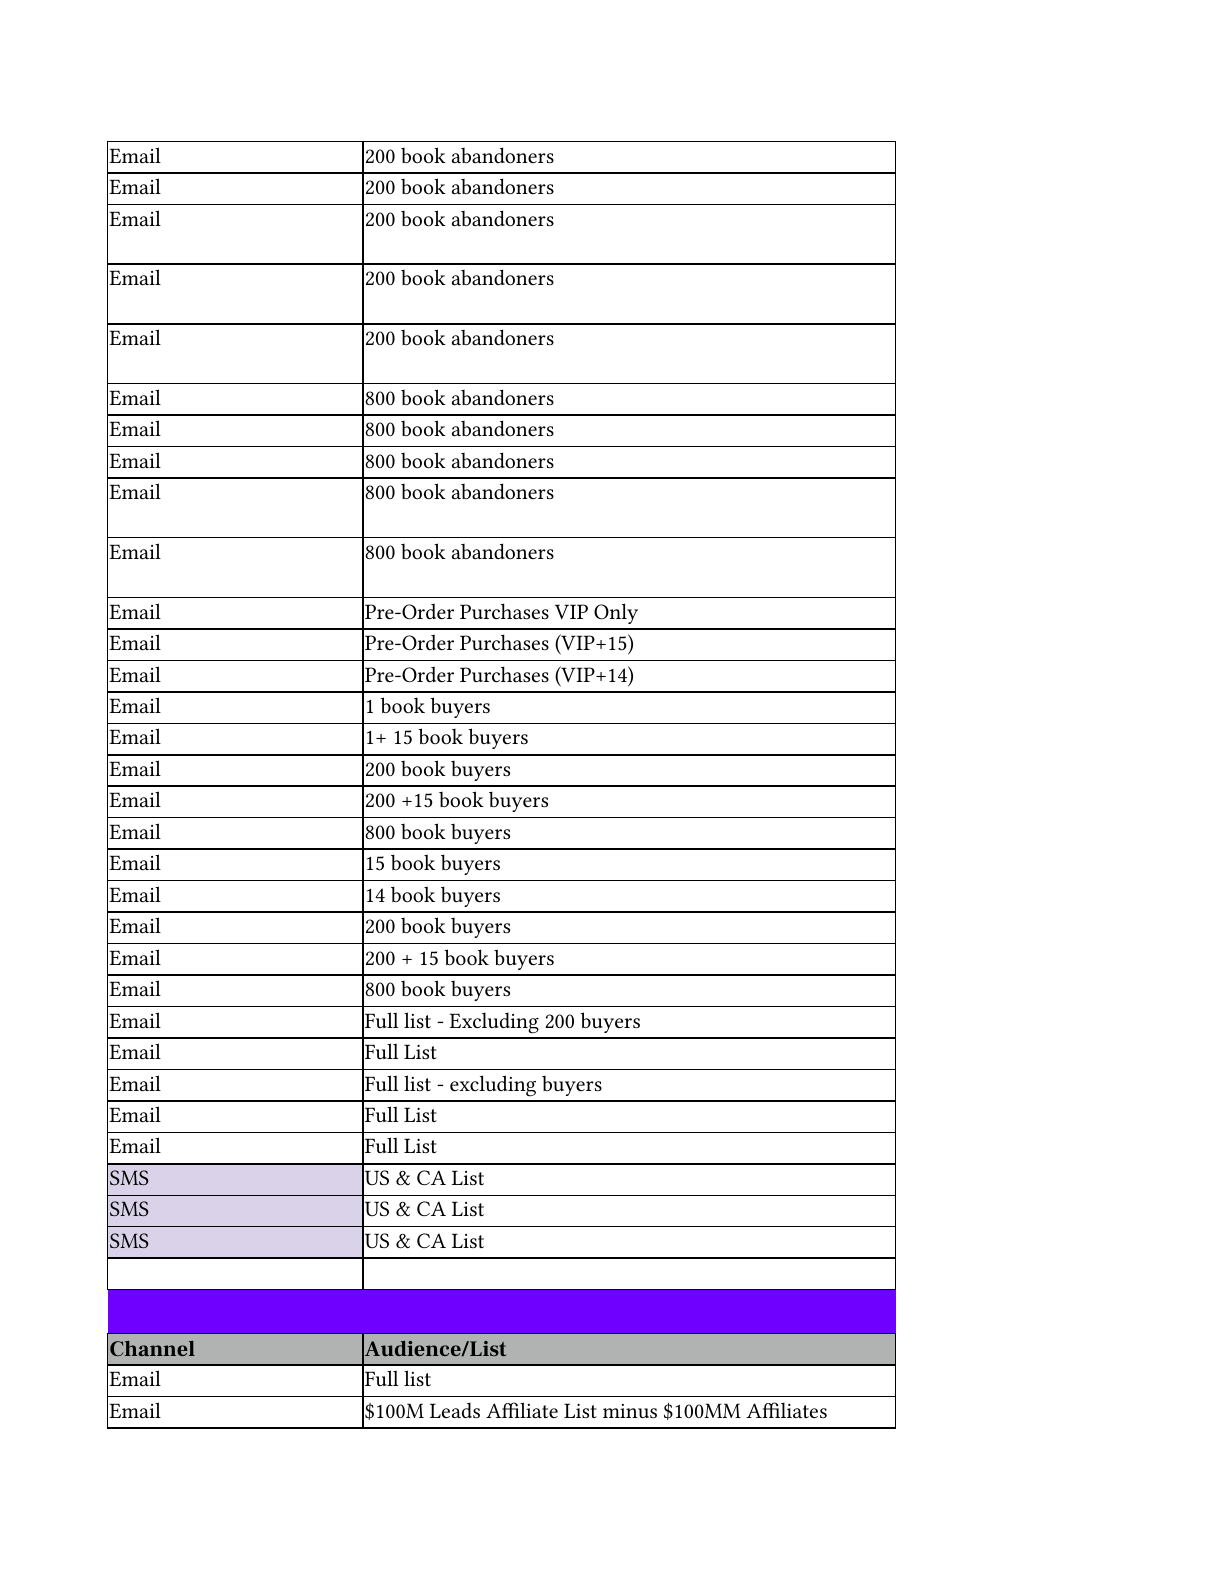 Email 200 book abandoners
Email 200 book abandoners
Email 200 book abandoners
Email 200 book abandoners
Email 200 book abandoners
Email 800 book abandoners
Email 800 book abandoners
Email 800 book abandoners
Email 800 book abandoners
Email 800 book abandoners
Email Pre-Order Purchases VIP Only
Email Pre-Order Purchases (VIP+15)
Email Pre-Order Purchases (VIP+14)
Email 1 book buyers
Email 1+ 15 book buyers
Email 200 book buyers
Email 200 +15 book buyers
Email 800 book buyers
Email 15 book buyers
Email 14 book buyers
Email 200 book buyers
Email 200 + 15 book buyers
Email 800 book buyers
Email Full list - Excluding 200 buyers
Email Full List
Email Full list - excluding buyers
Email Full List
Email Full List
SMS US & CA List
SMS US & CA List
SMS US & CA List
Channel Audience/List
Email Full list
Email $100M Leads Affiliate List minus $100MM Affiliates